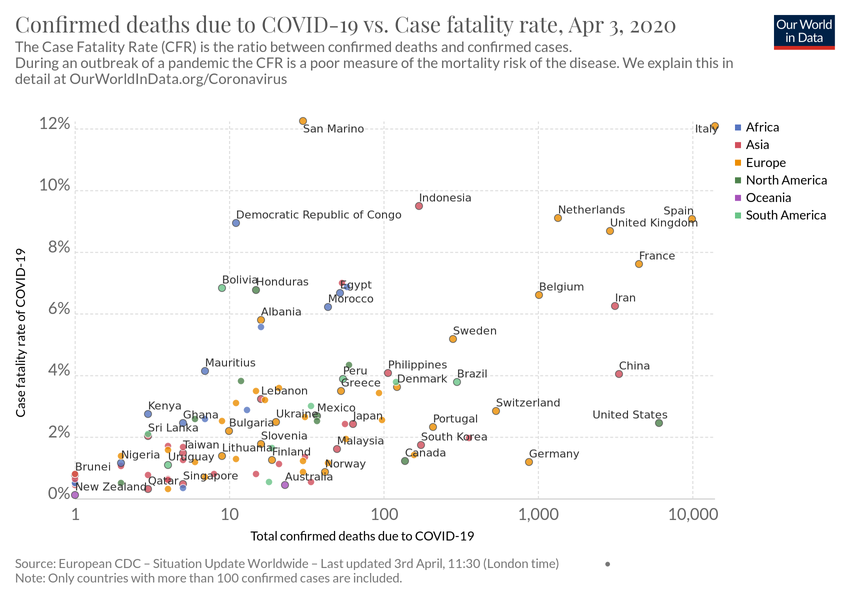 Confirmed deaths due to COVID-19 vs. Case fatality rate, Apr 3, 2020
Our World
in Data
The Case Fatality Rate (CFR) is the ratio between confirmed deaths and confirmed cases.
During an outbreak of a pandemic the CFR is a poor measure of the mortality risk of the disease. We explain this in
detail at OurWorldInData.org/Coronavirus
12%
San Marino
Italy
Africa
Asia
Europe
North America
Oceania
South America
10%
Indonesia
Democratic Republic of Congo
Netherlands
Spain
United Kingdom
8%
France
Bolivia
Honduras
Egypt
Belgium
Morocco
Iran
6%
Albania
Sweden
Mauritius
Philippines
China
4%
Peru
Denmark
Brazil
Greece
Lebanon
Kenya
Ghana
Ukraine
Mexico
Switzerland
Japan
United States
Bulgaria
Portugal
Sri Lanka
2%
Slovenia
South Korea
Taiwan
Lithuania
Malaysia
Nigeria
Uruguay
Finland
Canada
Germany
Brunei
Norway
Qatar
Singapore
Australia
New Zealand
0%
1
10
100
1,000
10,000
Case fatality rate of COVID-19
Total confirmed deaths due to COVID-19
Source: European CDC – Situation Update Worldwide – Last updated 3rd April, 11:30 (London time)
Note: Only countries with more than 100 confirmed cases are included.